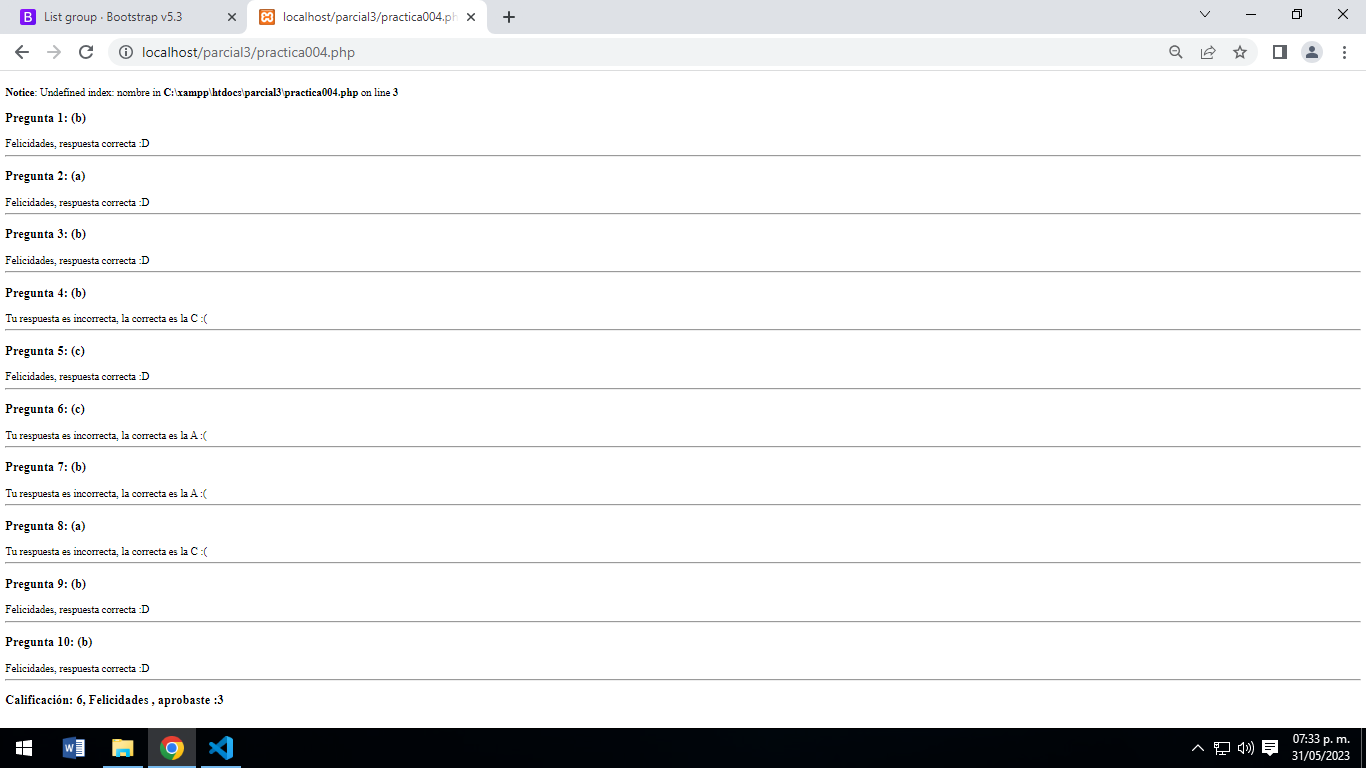 List group · Bootstrap v5.3
localhost/parcial3/practica004.ph
localhost/parcial3/practica004.php
Notice: Undefined index: nombre in C:\xampp\htdocs\parcial3\practica004.php on line 3
Pregunta 1: (b)
Felicidades, respuesta correcta :D
Pregunta 2: (a)
Felicidades, respuesta correcta :D
Pregunta 3: (b)
Felicidades, respuesta correcta :D
Pregunta 4: (b)
Tu respuesta es incorrecta, la correcta es la C :(
Pregunta 5: (c)
Felicidades, respuesta correcta :D
Pregunta 6: (c)
Tu respuesta es incorrecta, la correcta es la A :(
Pregunta 7: (b)
Tu respuesta es incorrecta, la correcta es la A :(
Pregunta 8: (a)
Tu respuesta es incorrecta, la correcta es la C :(
Pregunta 9: (b)
Felicidades, respuesta correcta :D
Pregunta 10: (b)
Felicidades, respuesta correcta :D
Calificación: 6, Felicidades , aprobaste :3
07:33 p. m.
31/05/2023